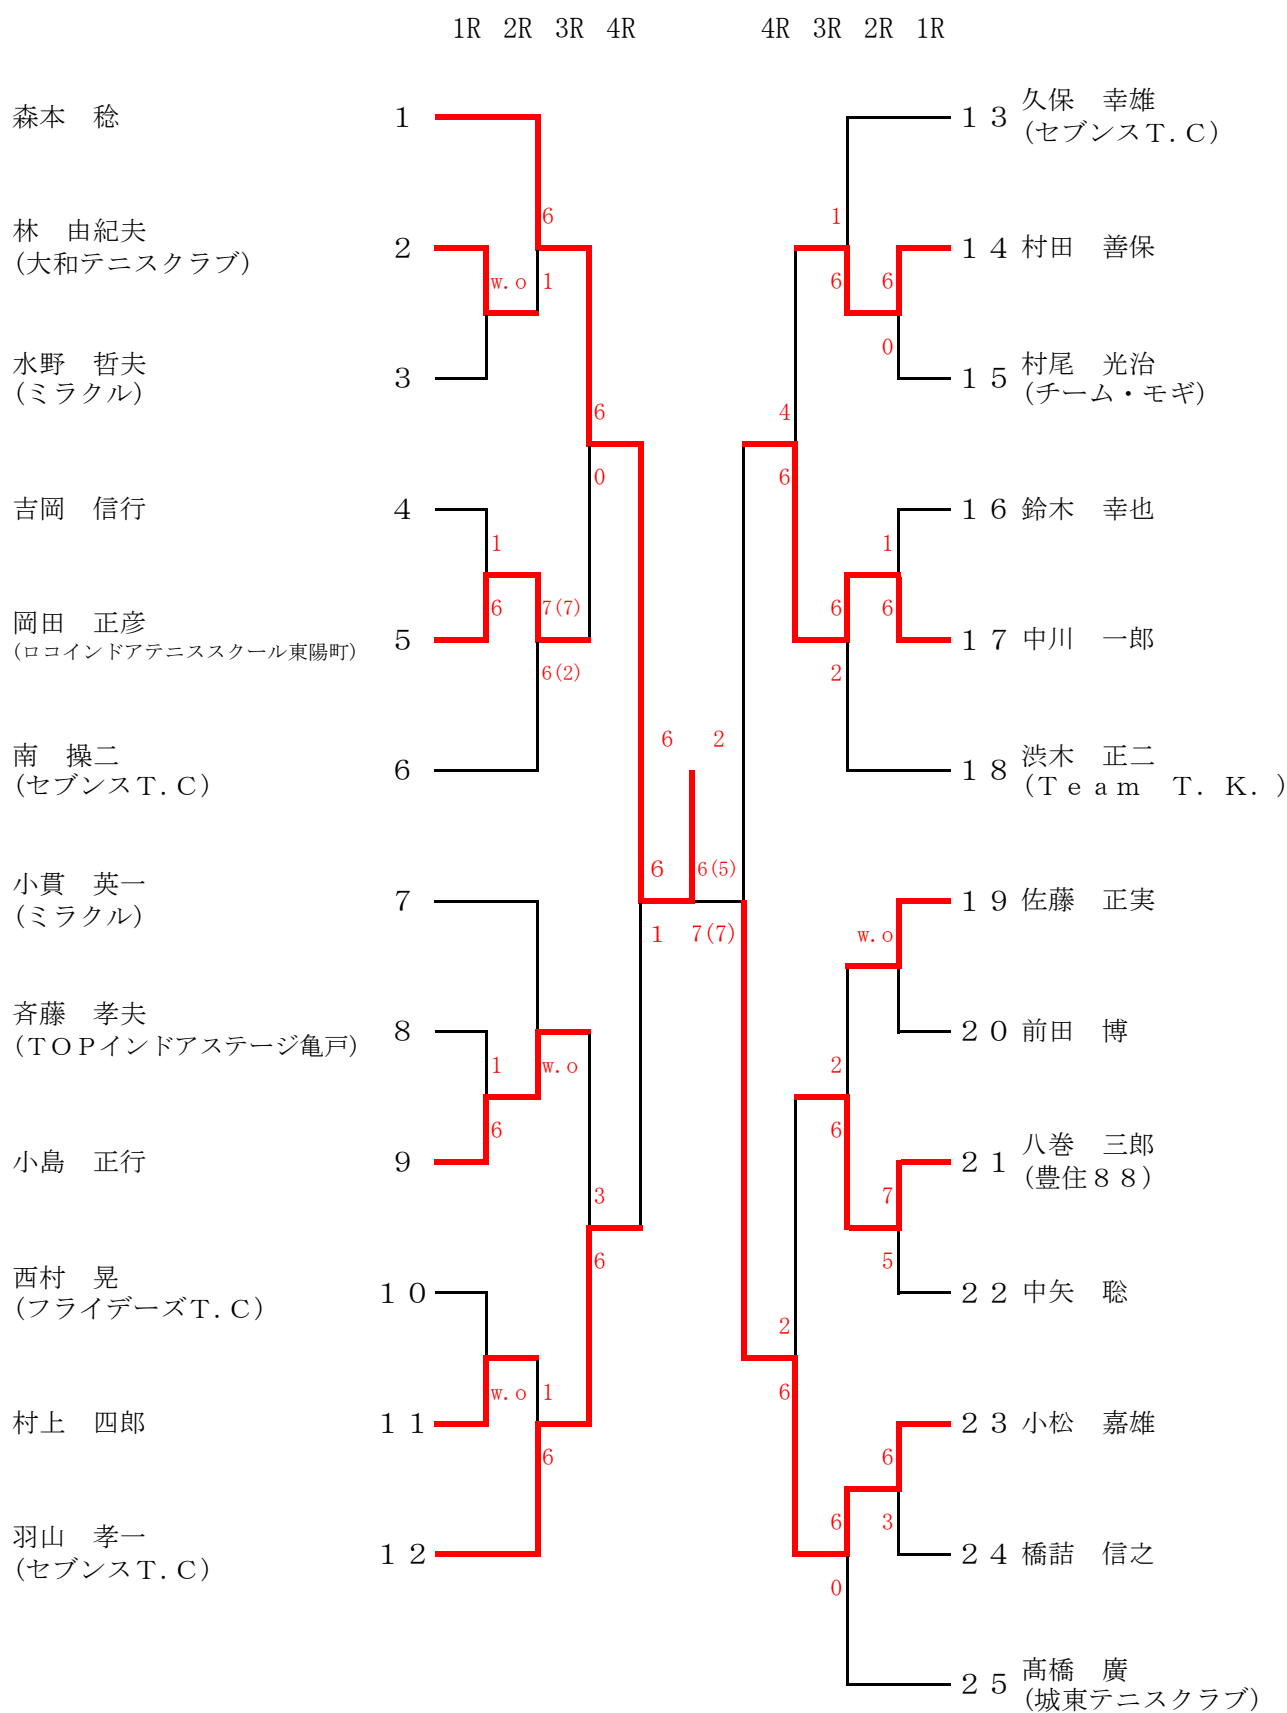 1R 2R 3R 4R 4R 3R 2R 1R
森本　稔 1
林　由紀夫 2
(大和テニスクラブ)
水野　哲夫 3
(ミラクル)
吉岡　信行 4
岡田　正彦 5
(ロコインドアテニススクール東陽町)
南　操二 6
(セブンスＴ.Ｃ)
小貫　英一 7
(ミラクル)
斉藤　孝夫 8
(ＴＯＰインドアステージ亀戸)
小島　正行 9
西村　晃 10
(フライデーズＴ.Ｃ)
村上　四郎 11
羽山　孝一 12
(セブンスＴ.Ｃ)
6
w.o 1
6
0
1
6 7(7)
6(2)
1 w.o
6
3
6
w.o 1
6
6 2
6 6(5)
1 7(7)
13 久保　幸雄
(セブンスＴ.Ｃ)
14 村田　善保
15 村尾　光治
(チーム・モギ)
16 鈴木　幸也
17 中川　一郎
18 渋木　正二
(Ｔｅａｍ　Ｔ．Ｋ．)
19 佐藤　正実
20 前田　博
21 八巻　三郎
(豊住８８)
22 中矢　聡
23 小松　嘉雄
24 橋詰　信之
25 髙橋　廣
(城東テニスクラブ)
1
6 6
0
4
6
1
6 6
2
w.o
2
6
7
5
2
6
6
6 3
0